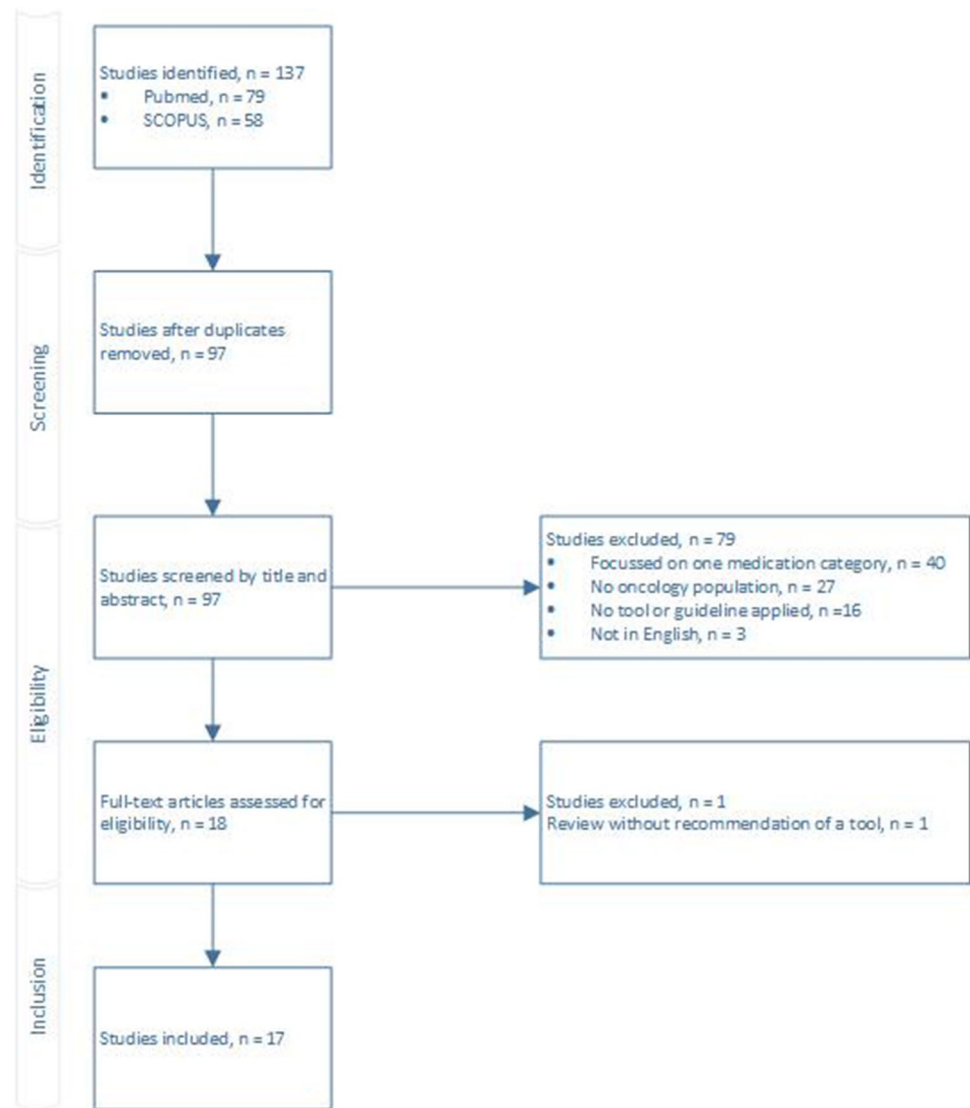 Identification
Studies identified, n = 137
• Pubmed, n = 79
• SCOPUS, n = 58
Screening
Studies after duplicates
removed, n = 97
Eligibility
Studies screened by title and
abstract, n = 97
Studies excluded, n = 79
• Focussed on one medication category, n = 40
• No oncology population, n = 27
• No tool or guideline applied, n =16
• Not in English, n = 3
Full-text articles assessed for
eligibility, n = 18
Studies excluded, n = 1
Review without recommendation of a tool, n = 1
Inclusion
Studies included, n = 17